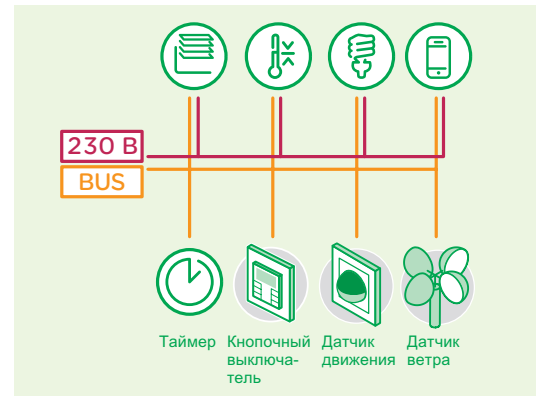 230 В
BUS
Таймер
Кнопочный
выключа-
тель
Датчик
движения
Датчик
ветра